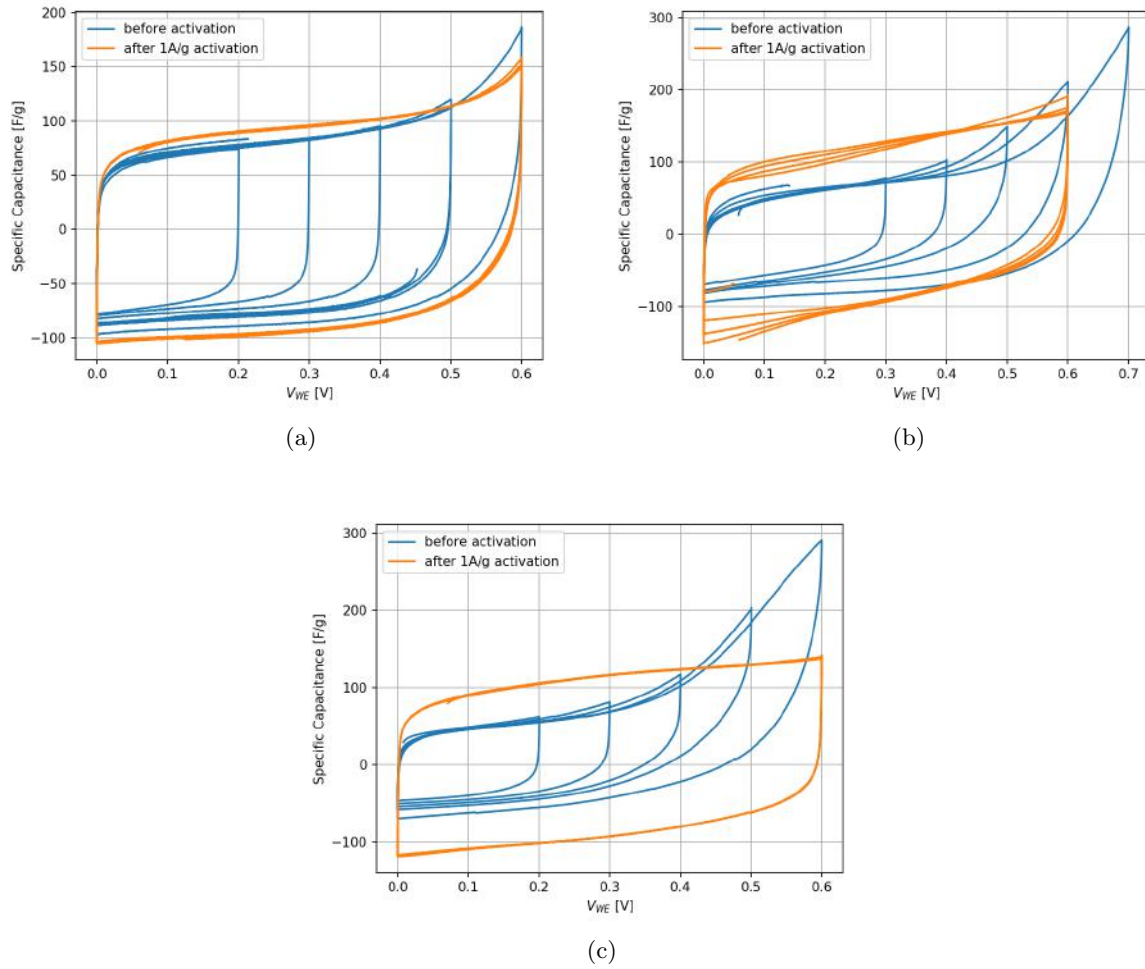 before activation
after 1A/g activation
Specific Capacitance [F/g]
200
150
100
50
0
−50
−100
0.0 0.1 0.2 0.3 0.4 0.5 0.6
V_WE [V]
(a)
before activation
after 1A/g activation
Specific Capacitance [F/g]
300
200
100
0
−100
0.0 0.1 0.2 0.3 0.4 0.5 0.6 0.7
V_WE [V]
(b)
before activation
after 1A/g activation
Specific Capacitance [F/g]
300
200
100
0
−100
0.0 0.1 0.2 0.3 0.4 0.5 0.6
V_WE [V]
(c)